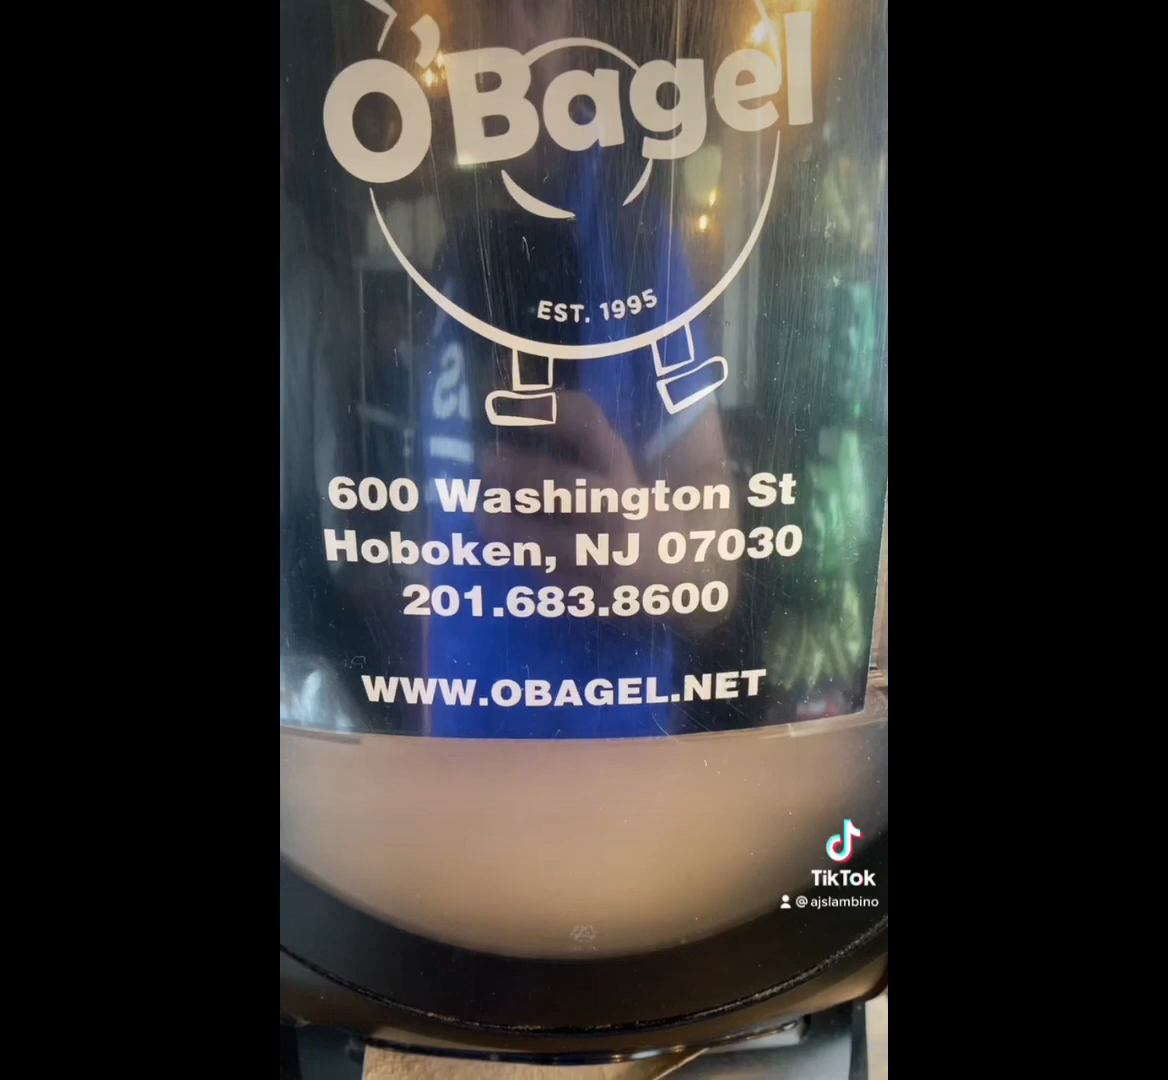 O'Bagel
EST. 1995
600 Washington St
Hoboken, NJ 07030
201.683.8600
WWW.OBAGEL.NET
TikTok
@ajslambino